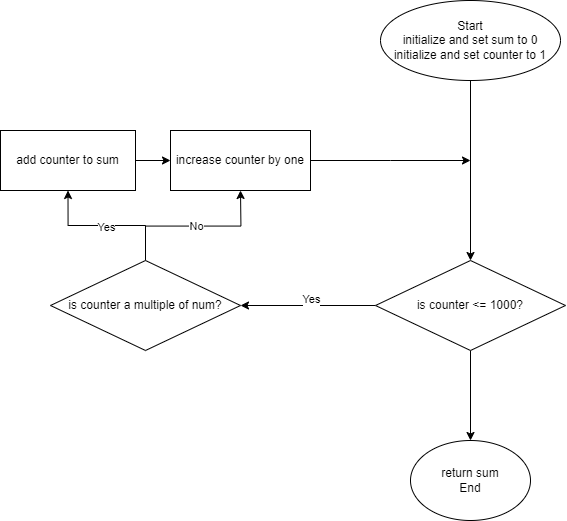 Start
initialize and set sum to 0
initialize and set counter to 1
add counter to sum
increase counter by one
Yes
No
is counter a multiple of num?
Yes
is counter <= 1000?
return sum
End